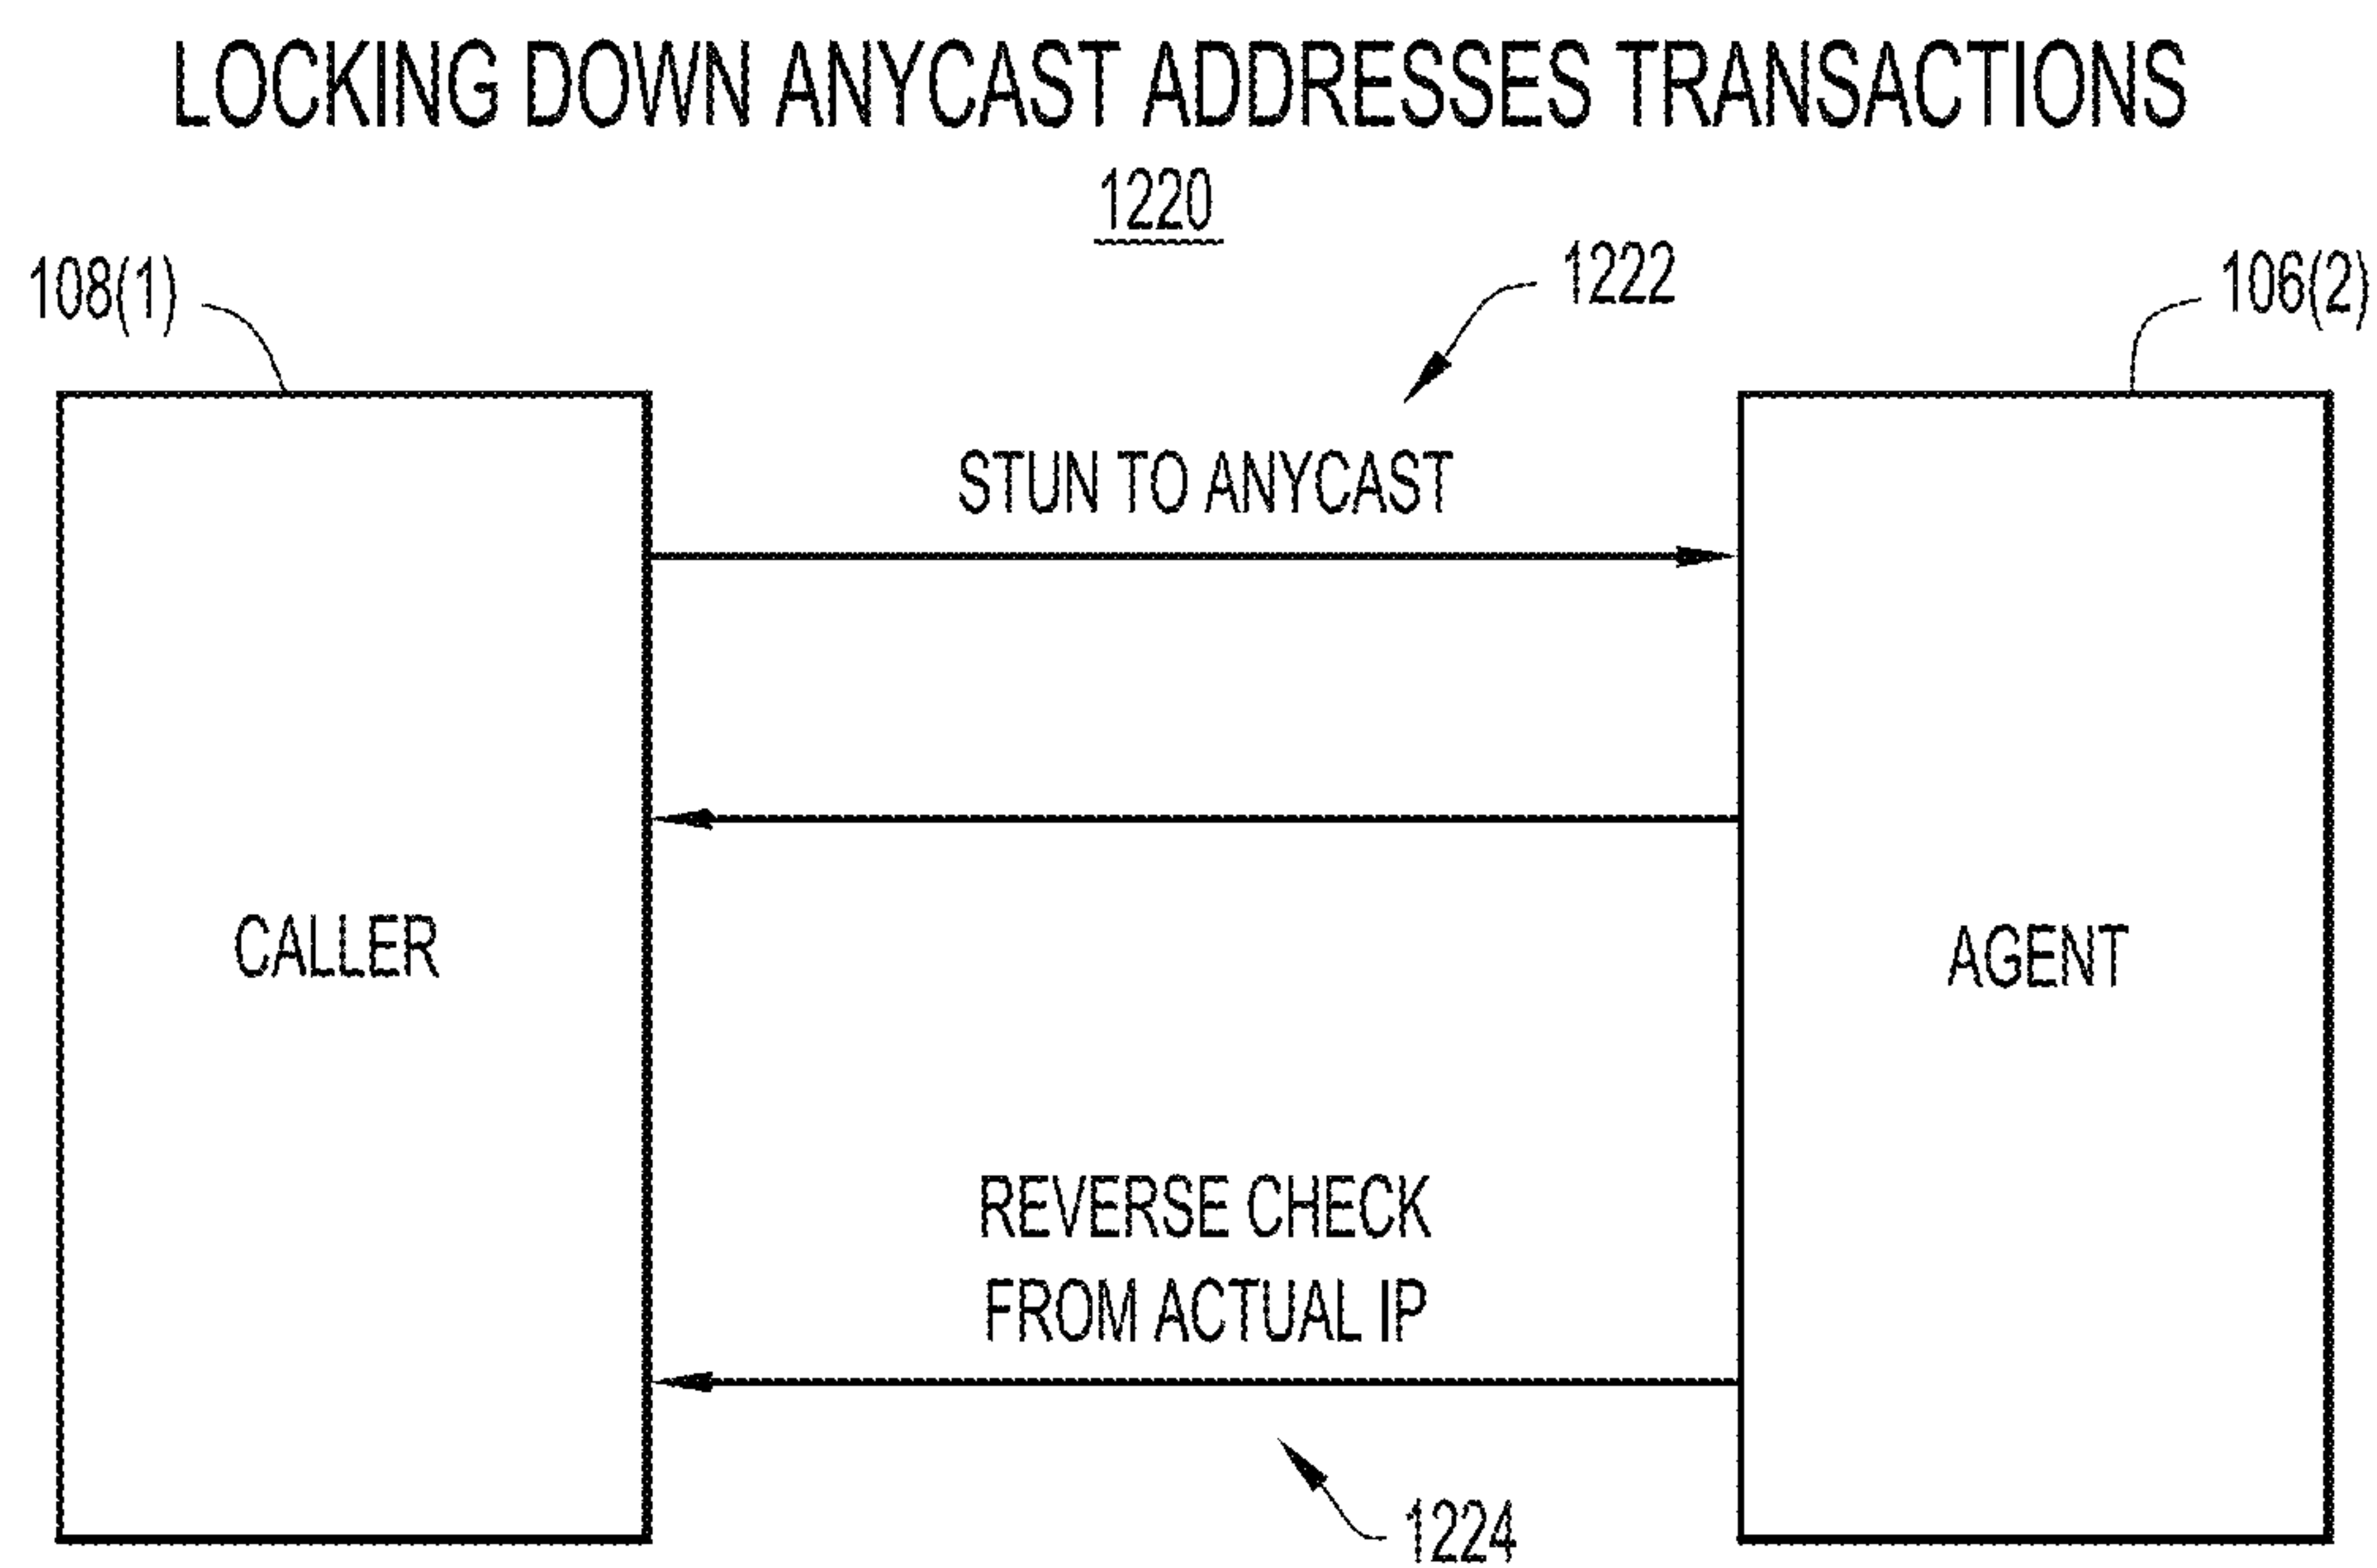 LOCKING DOWN ANYCAST ADDRESSES TRANSACTIONS
1220
108(1)
1222
106(2)
STUN TO ANYCAST
CALLER
AGENT
REVERSE CHECK
FROM ACTUAL IP
1224